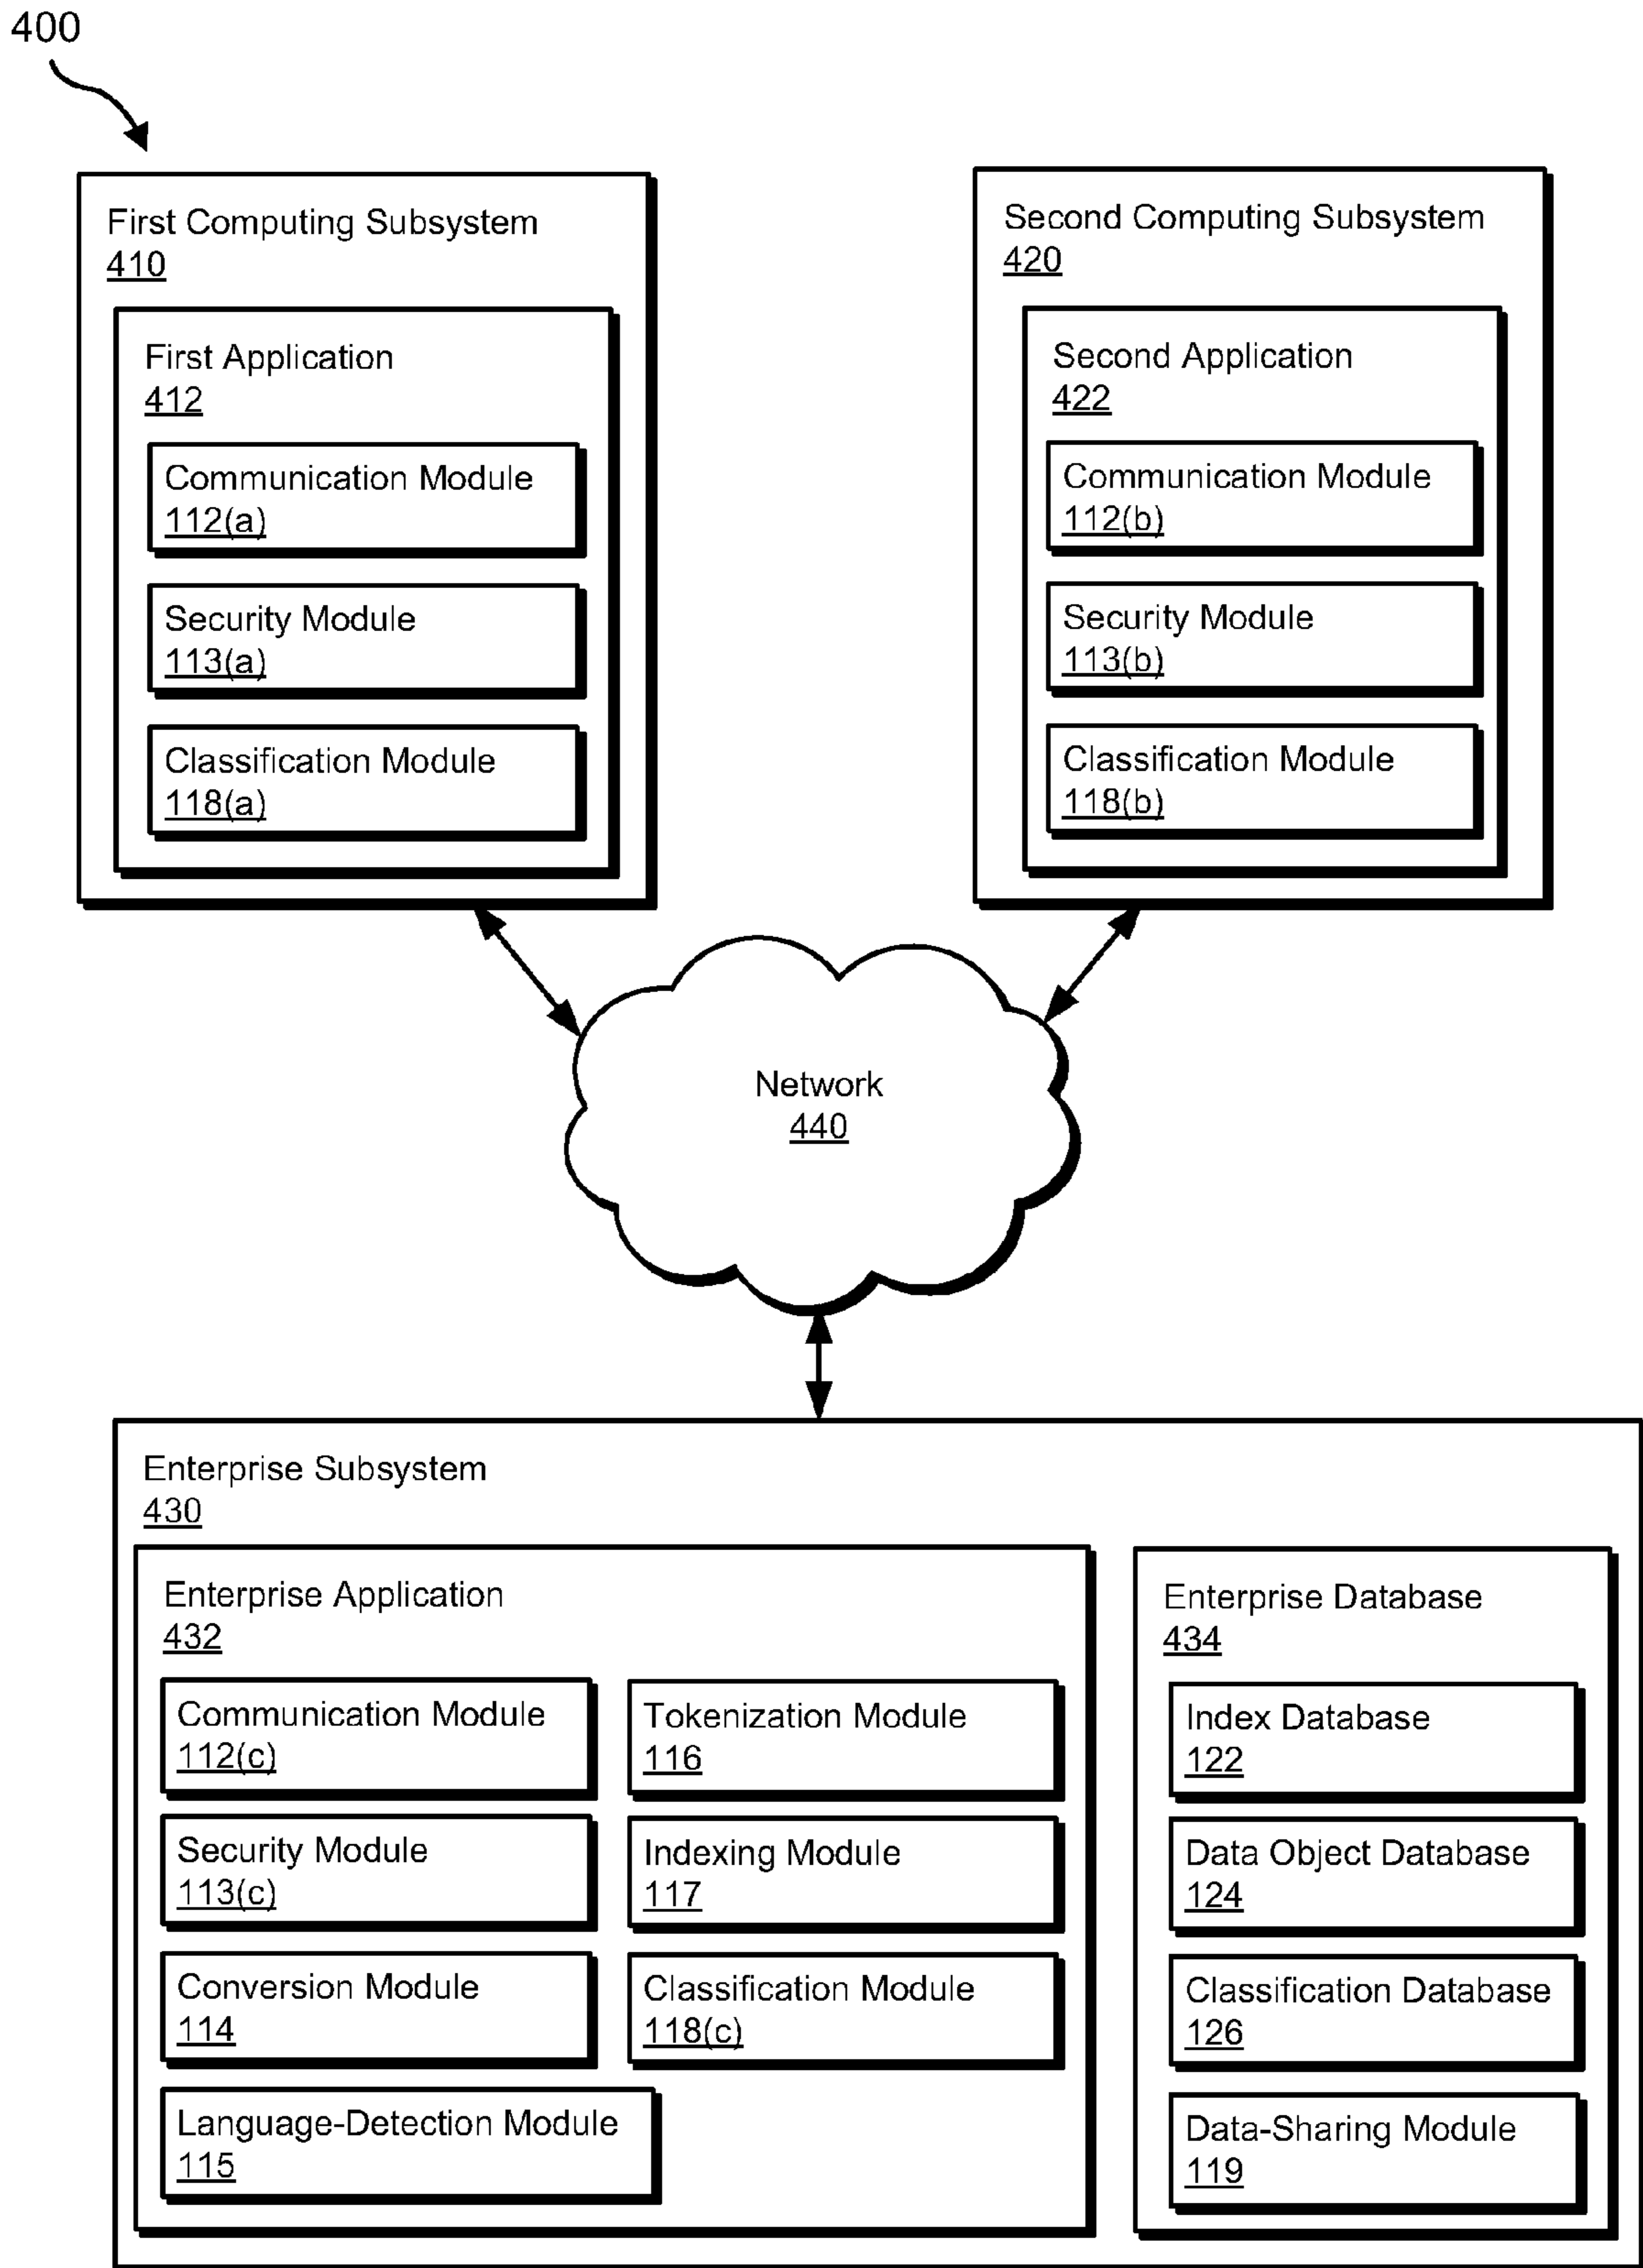 400
First Computing Subsystem
410
First Application
412
Communication Module
112(a)
Security Module
113(a)
Classification Module
118(a)
Second Computing Subsystem
420
Second Application
422
Communication Module
112(b)
Security Module
113(b)
Classification Module
118(b)
Network
440
Enterprise Subsystem
430
Enterprise Application
432
Communication Module
112(c)
Security Module
113(c)
Conversion Module
114
Language-Detection Module
115
Tokenization Module
116
Indexing Module
117
Classification Module
118(c)
Enterprise Database
434
Index Database
122
Data Object Database
124
Classification Database
126
Data-Sharing Module
119